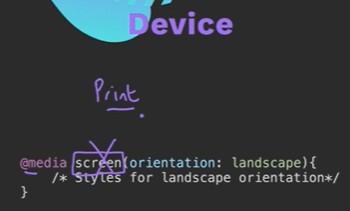 Device
Print
@media screen(orientation: landscape){
/* Styles for landscape orientation*/
}